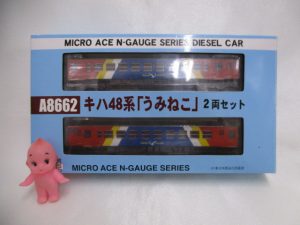 MICRO ACE N-GAUGE SERIES DIESEL CAR
A8662 キハ48系「うみねこ」2両セット
MICRO ACE N-GAUGE SERIES